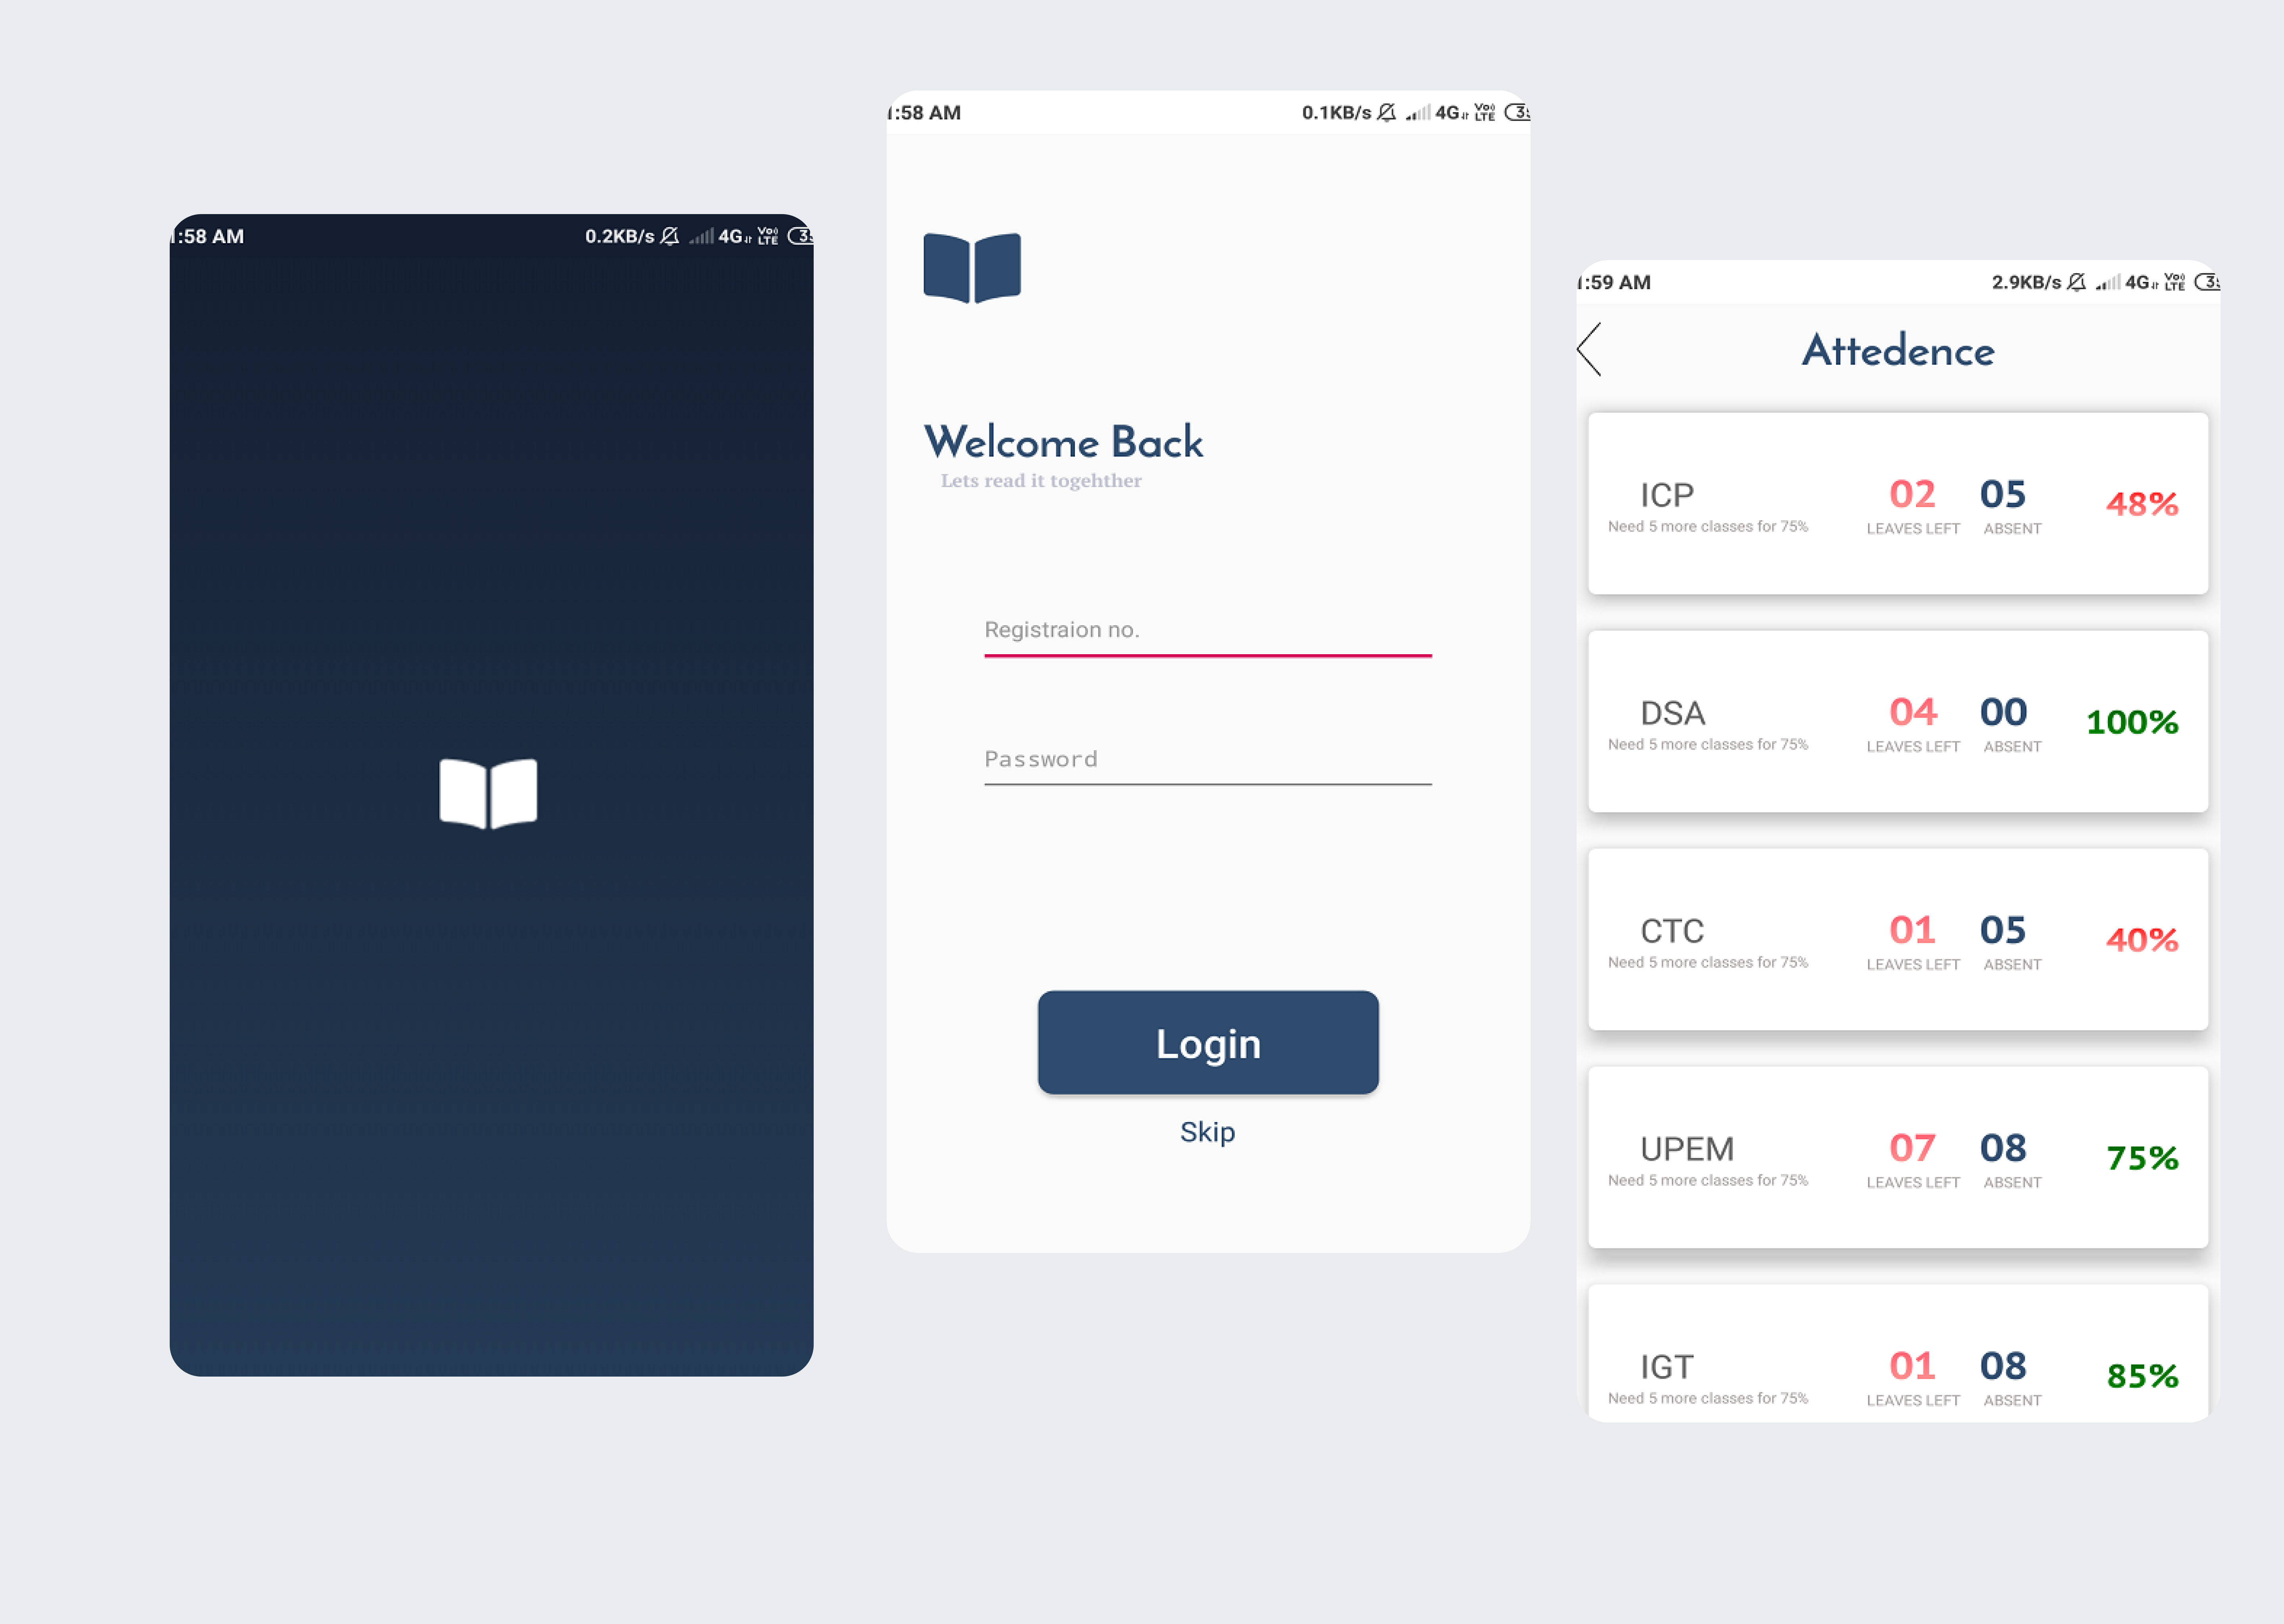 :58 AM 0.2KB/s 4G Vo) LTE
:58 AM 0.1KB/s 4G Vo) LTE
Welcome Back
Lets read it togehther
Registraion no.
Password
Login
Skip
:59 AM 2.9KB/s 4G Vo) LTE
Attedence
ICP 02 05 48%
Need 5 more classes for 75% LEAVES LEFT ABSENT
DSA 04 00 100%
Need 5 more classes for 75% LEAVES LEFT ABSENT
CTC 01 05 40%
Need 5 more classes for 75% LEAVES LEFT ABSENT
UPEM 07 08 75%
Need 5 more classes for 75% LEAVES LEFT ABSENT
IGT 01 08 85%
Need 5 more classes for 75% LEAVES LEFT ABSENT